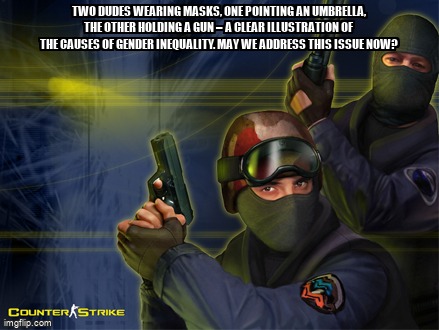 TWO DUDES WEARING MASKS, ONE POINTING AN UMBRELLA,
THE OTHER HOLDING A GUN – A CLEAR ILLUSTRATION OF
THE CAUSES OF GENDER INEQUALITY. MAY WE ADDRESS THIS ISSUE NOW?
COUNTER STRIKE
imgflip.com